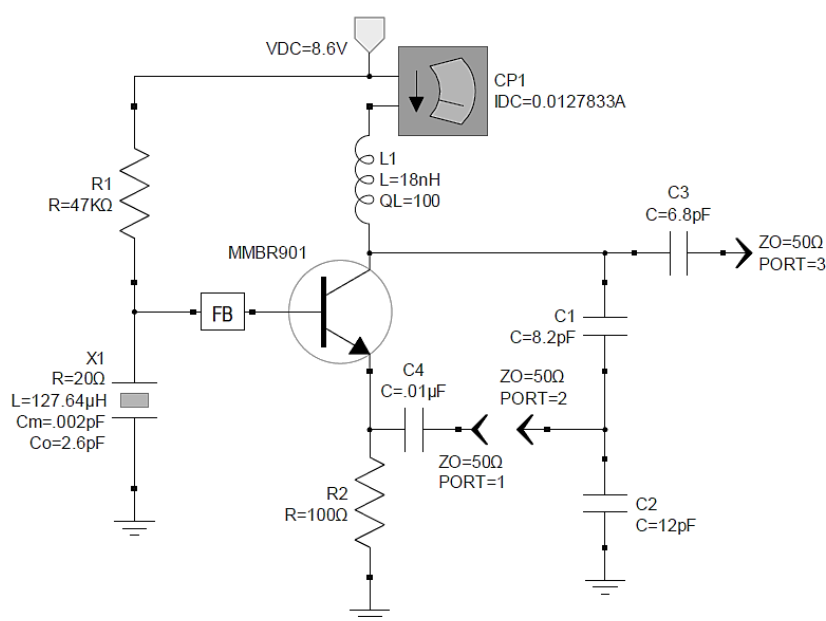 VDC=8.6V
CP1
IDC=0.0127833A
R1
R=47KΩ
L1
L=18nH
QL=100
C3
C=6.8pF
ZO=50Ω
PORT=3
MMBR901
FB
C1
C=8.2pF
X1
R=20Ω
L=127.64µH
Cm=.002pF
Co=2.6pF
C4
C=.01µF
ZO=50Ω
PORT=2
ZO=50Ω
PORT=1
R2
R=100Ω
C2
C=12pF